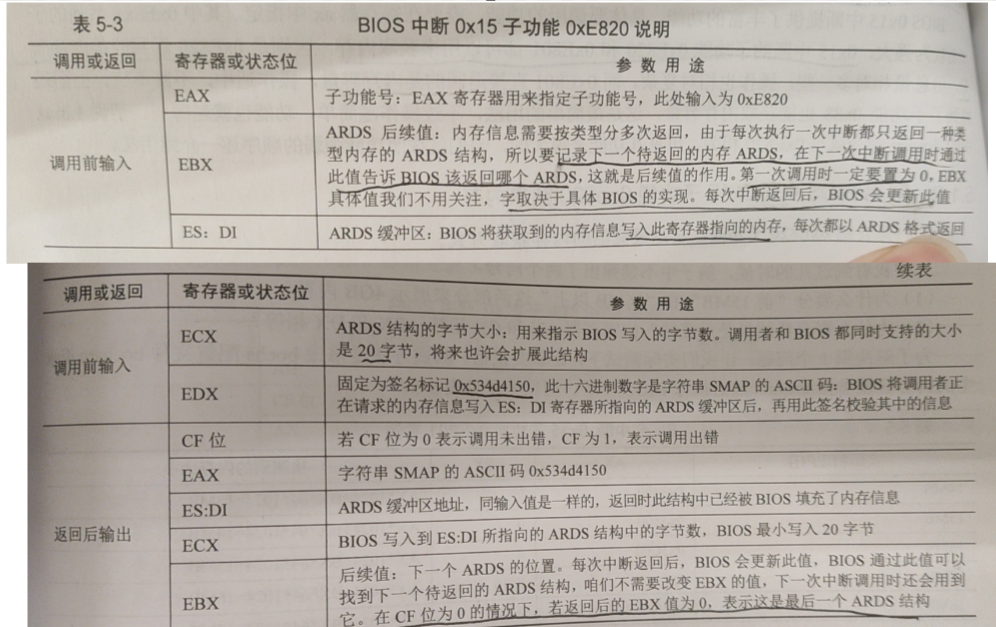 表 5-3 BIOS 中断 0x15 子功能 0xE820 说明
调用或返回 寄存器或状态位 参 数 用 途
调用前输入
EAX 子功能号：EAX 寄存器用来指定子功能号，此处输入为 0xE820
EBX
ARDS 后续值：内存信息需要按类型分多次返回，由于每次执行一次中断都只返回一种类
型内存的 ARDS 结构，所以要记录下一个待返回的内存 ARDS，在下一次中断调用时通过
此值告诉 BIOS 该返回哪个 ARDS，这就是后续值的作用。第一次调用时一定要置为 0，EBX
具体值我们不用关注，字取决于具体 BIOS 的实现。每次中断返回后，BIOS 会更新此值
ES：DI ARDS 缓冲区：BIOS 将获取到的内存信息写入此寄存器指向的内存，每次都以 ARDS 格式返回
续表
调用或返回 寄存器或状态位 参 数 用 途
调用前输入
ECX
ARDS 结构的字节大小：用来指示 BIOS 写入的字节数。调用者和 BIOS 都同时支持的大小
是 20 字节，将来也许会扩展此结构
EDX
固定为签名标记 0x534d4150，此十六进制数字是字符串 SMAP 的 ASCII 码：BIOS 将调用者正
在请求的内存信息写入 ES：DI 寄存器所指向的 ARDS 缓冲区后，再用此签名校验其中的信息
返回后输出
CF 位 若 CF 位为 0 表示调用未出错，CF 为 1，表示调用出错
EAX 字符串 SMAP 的 ASCII 码 0x534d4150
ES:DI ARDS 缓冲区地址，同输入值是一样的，返回时此结构中已经被 BIOS 填充了内存信息
ECX BIOS 写入到 ES:DI 所指向的 ARDS 结构中的字节数，BIOS 最小写入 20 字节
EBX
后续值：下一个 ARDS 的位置。每次中断返回后，BIOS 会更新此值，BIOS 通过此值可以
找到下一个待返回的 ARDS 结构，咱们不需要改变 EBX 的值，下一次中断调用时还会用到
它。在 CF 位为 0 的情况下，若返回后的 EBX 值为 0，表示这是最后一个 ARDS 结构